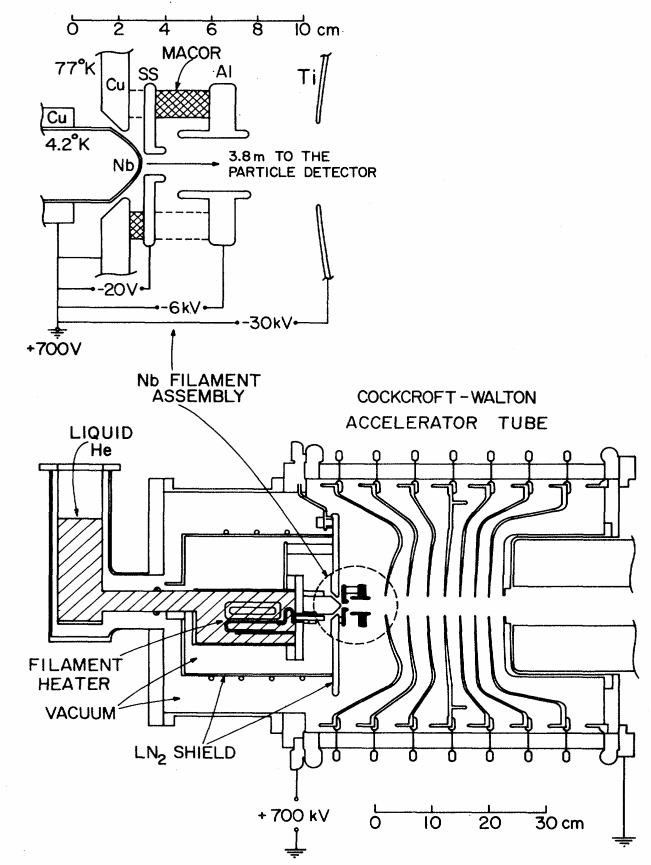 0 2 4 6 8 10 cm
MACOR
77°K
SS
Al
Cu
Ti
Cu
4.2°K
Nb
3.8m TO THE
PARTICLE DETECTOR
-20V
-6kV
-30kV
+700V
Nb FILAMENT
ASSEMBLY
COCKCROFT-WALTON
ACCELERATOR TUBE
LIQUID
He
FILAMENT
HEATER
VACUUM
LN₂ SHIELD
+700 kV
0 10 20 30 cm